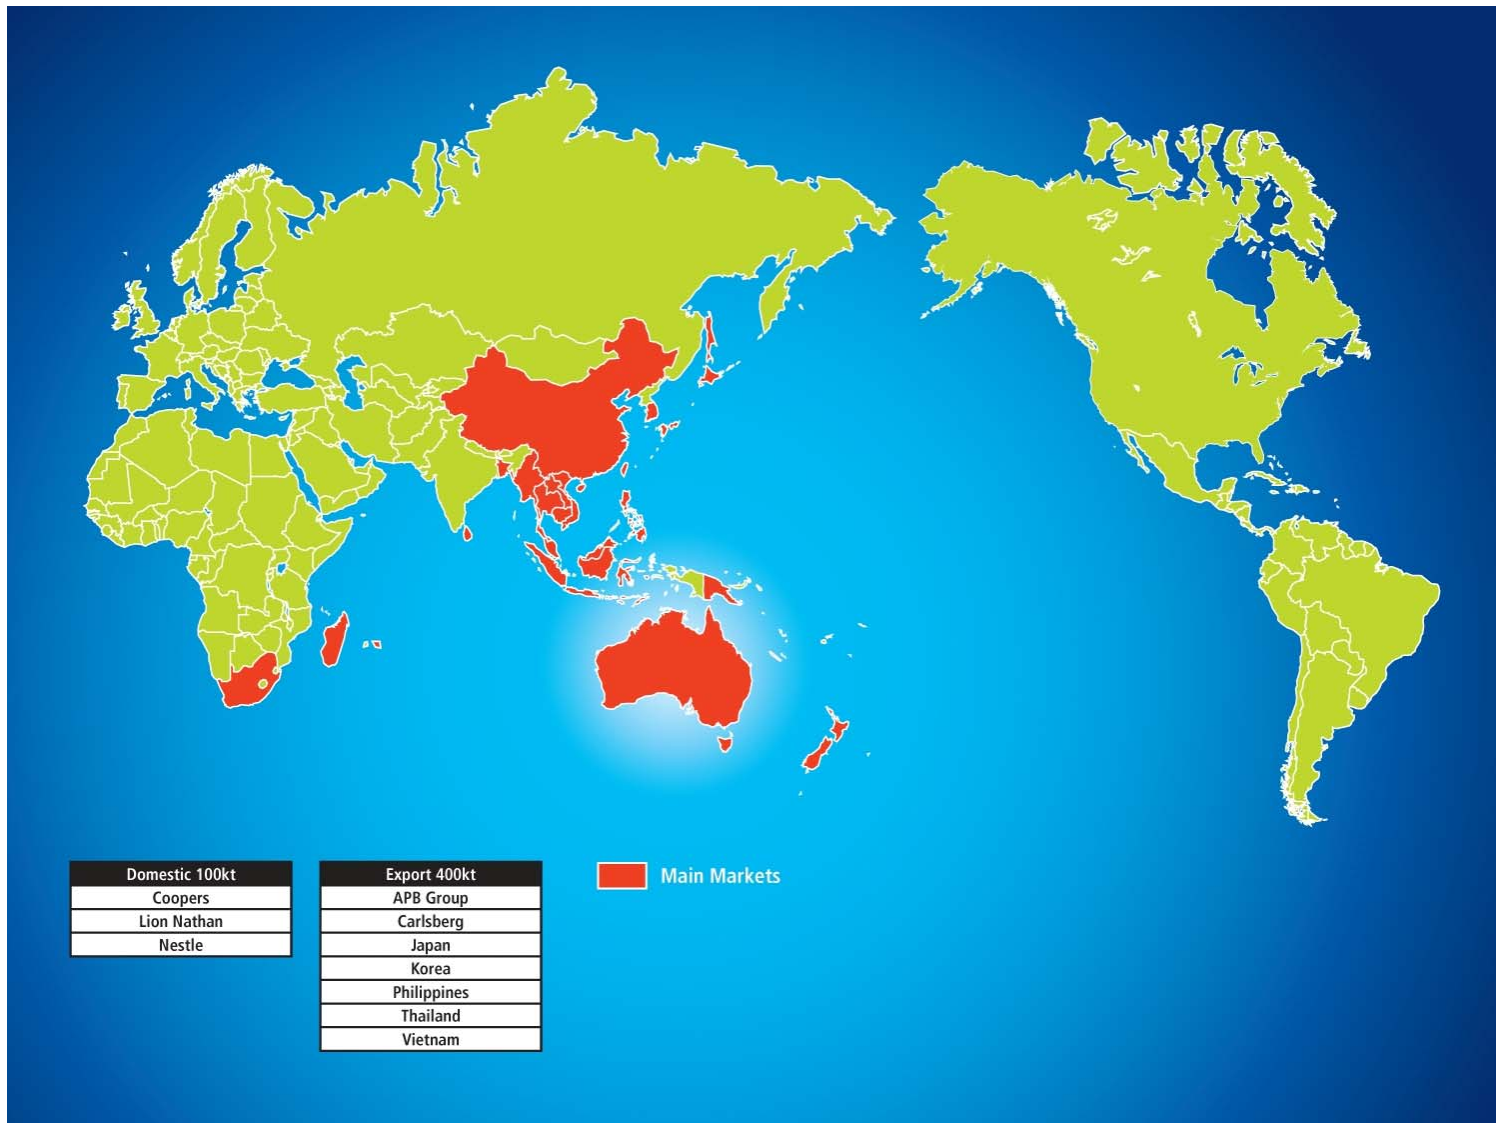 Domestic 100kt
Coopers
Lion Nathan
Nestle
Export 400kt
APB Group
Carlsberg
Japan
Korea
Philippines
Thailand
Vietnam
Main Markets